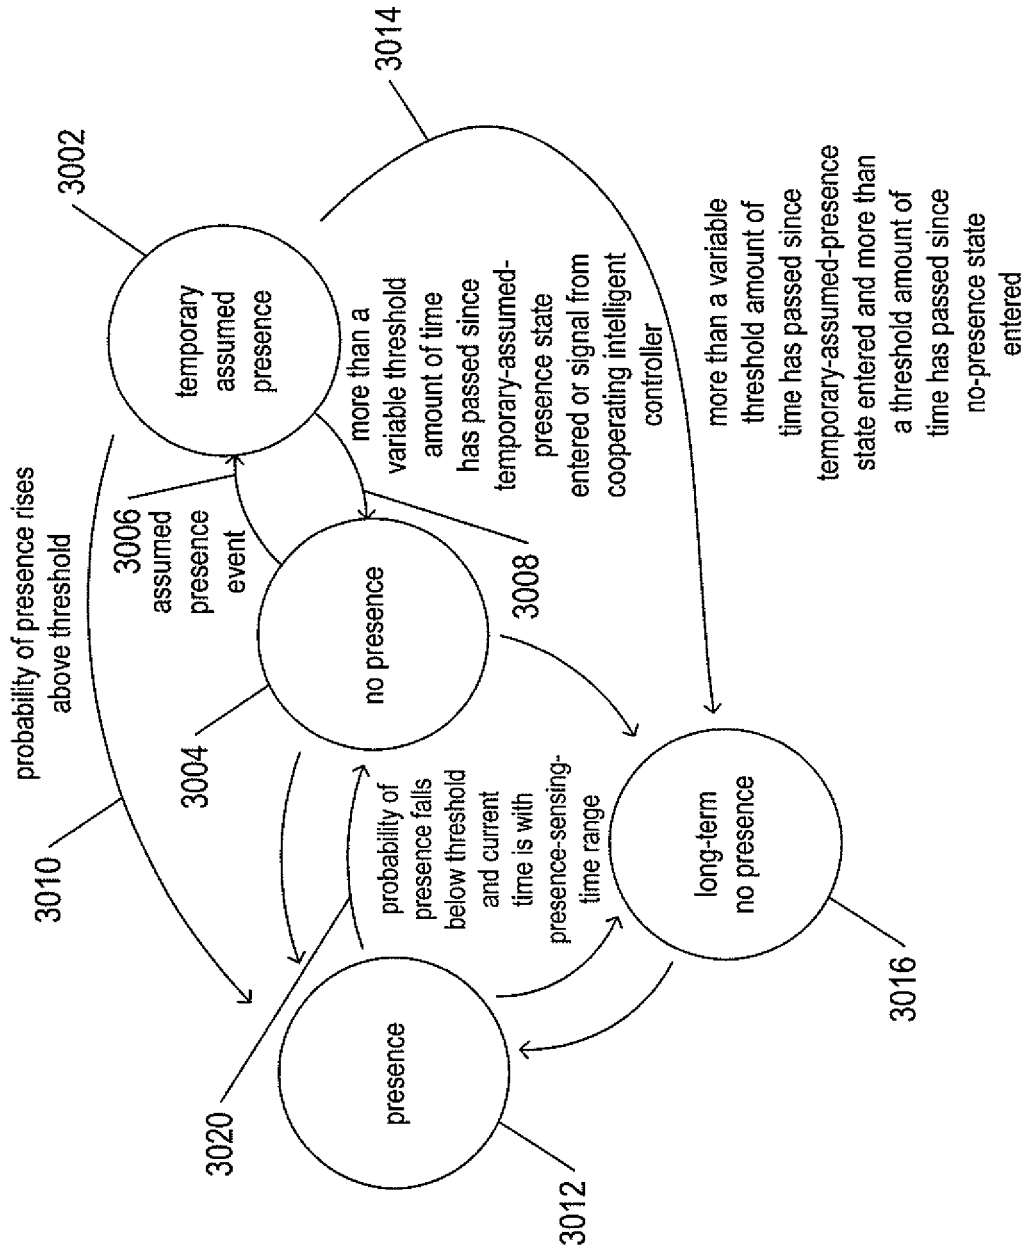 probability of presence rises
above threshold
3010
3002
temporary
assumed
presence
3014
3006
assumed
presence
event
more than a
variable threshold
amount of time
has passed since
temporary-assumed-
presence state
entered or signal from
cooperating intelligent
controller
3004
no presence
3008
more than a variable
threshold amount of
time has passed since
temporary-assumed-presence
state entered and more than
a threshold amount of
time has passed since
no-presence state
entered
3020
probability of
presence falls
below threshold
and current
time is with
presence-sensing-
time range
presence
3012
long-term
no presence
3016